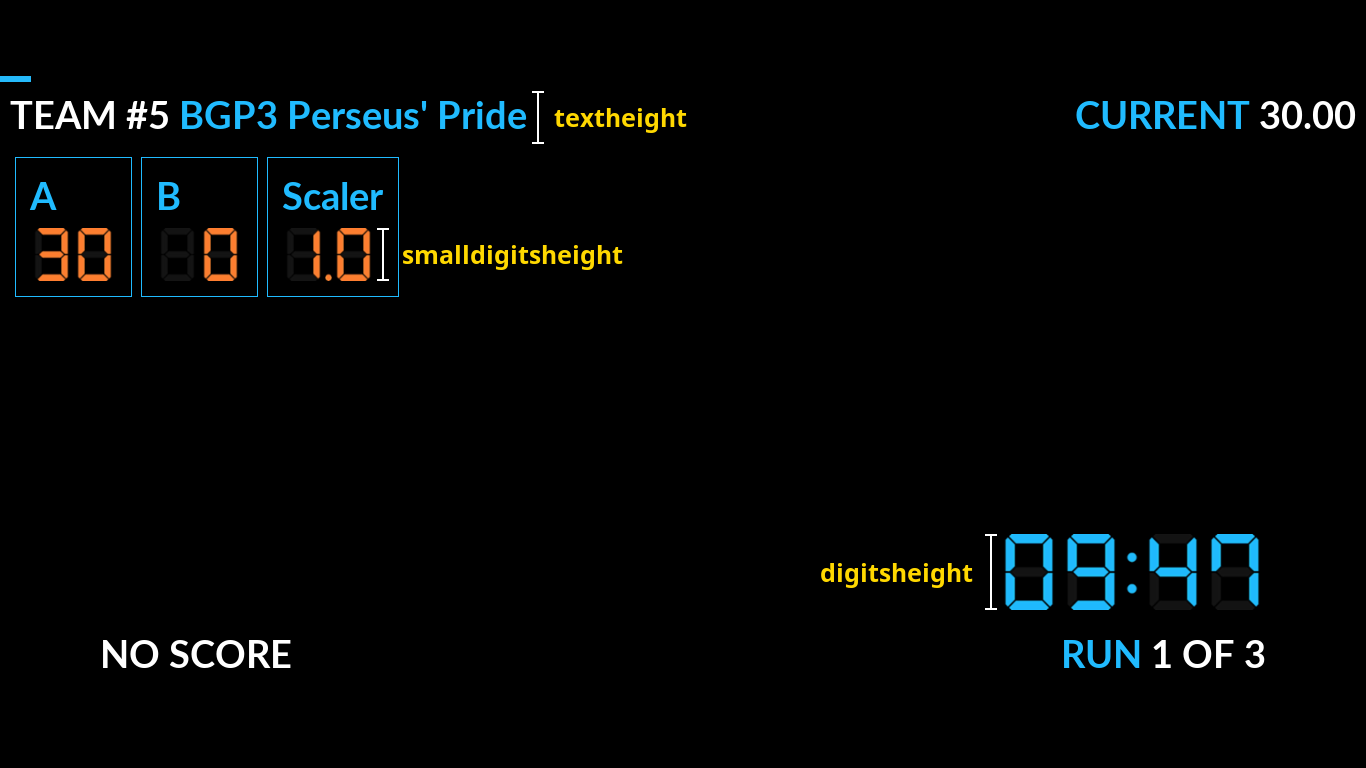 TEAM #5 BGP3 Perseus' Pride textheight CURRENT 30.00
A B Scaler
30 0 1.0 smalldigitsheight
digitsheight 09:47
NO SCORE RUN 1 OF 3